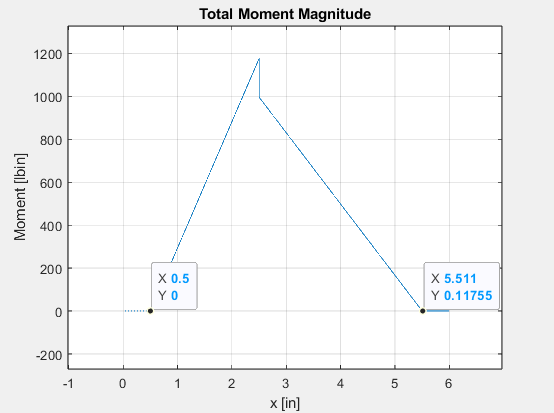 Total Moment Magnitude
Moment [lbin]
1200
1000
800
600
400
200
0
-200
X 0.5
Y 0
X 5.511
Y 0.11755
-1 0 1 2 3 4 5 6
x [in]